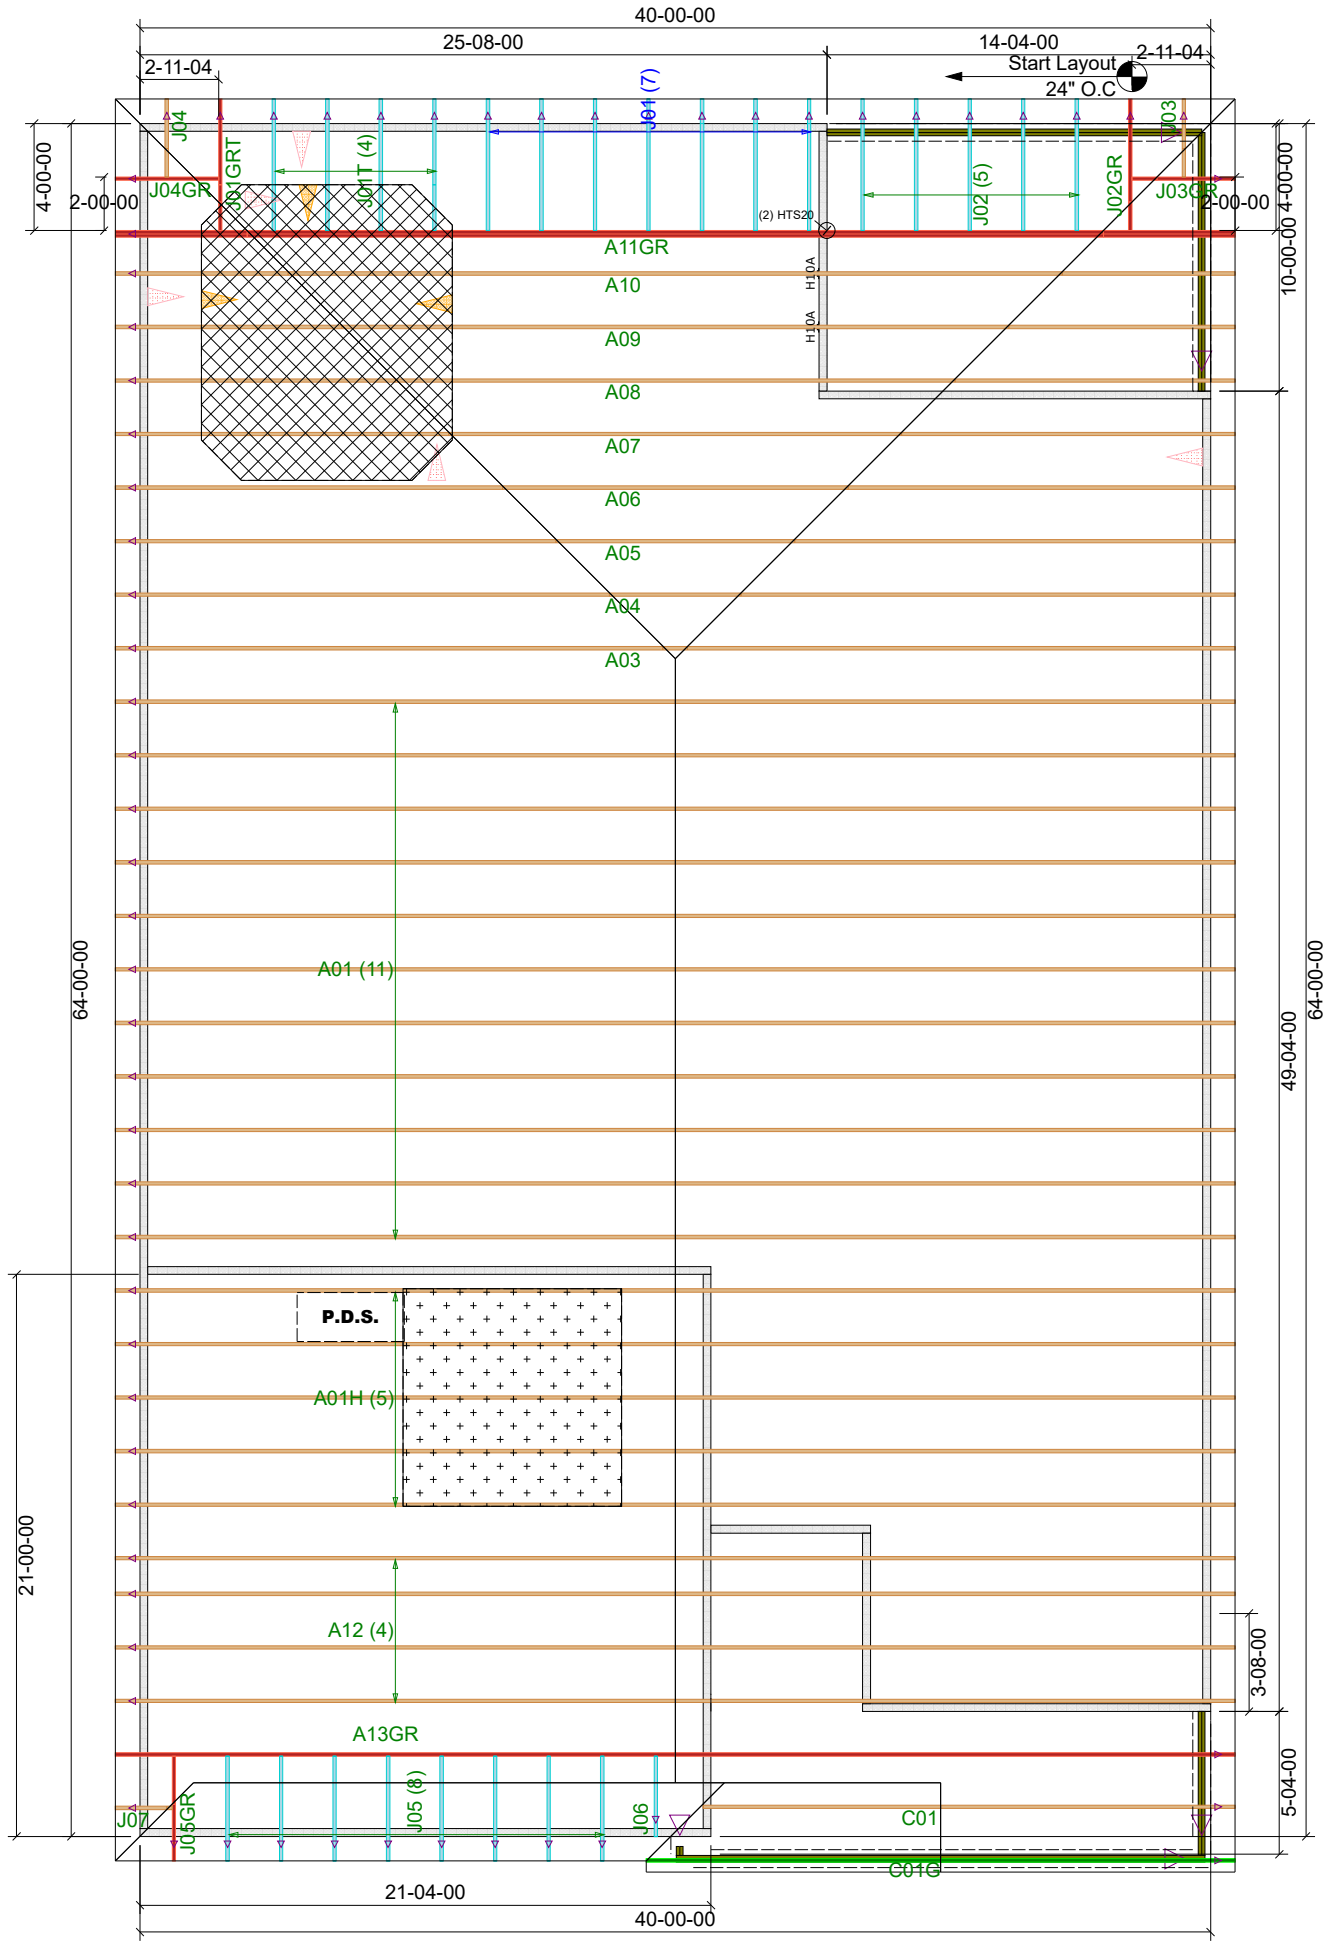 40-00-00
25-08-00
14-04-00
2-11-04
2-11-04
Start Layout
24" O.C
J04
J01GRT
J01T (4)
J01 (7)
J02 (5)
J02GR
J03
4-00-00
2-00-00
J04GR
J03GR
2-00-00
4-00-00
10-00-00
(2) HTS20
A11GR
H10A
A10
H10A
A09
A08
A07
A06
A05
A04
A03
A01 (11)
64-00-00
64-00-00
49-04-00
P.D.S.
A01H (5)
21-00-00
A12 (4)
3-08-00
A13GR
5-04-00
J07
J05GR
J05 (8)
J06
C01
C01G
21-04-00
40-00-00